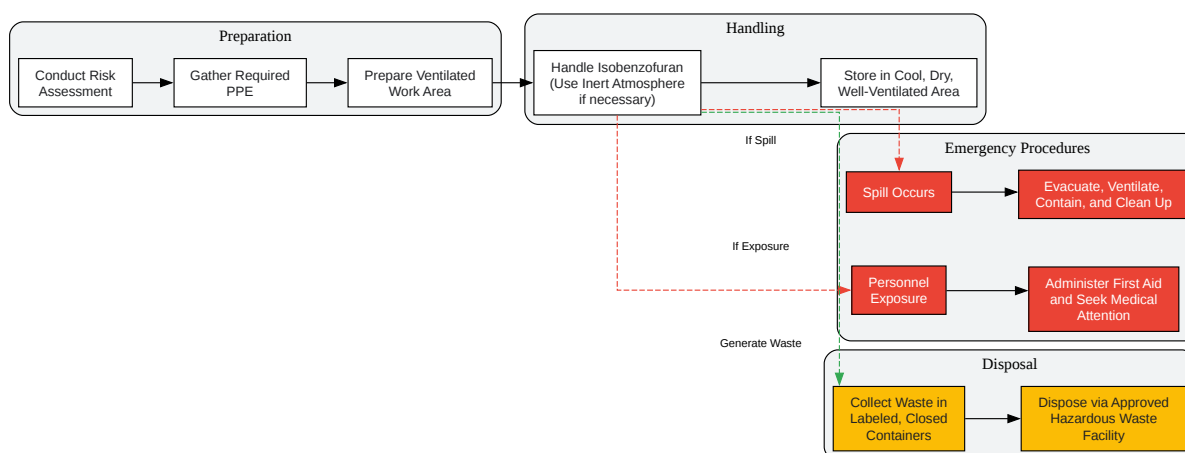 Preparation
Conduct Risk
Assessment
Gather Required
PPE
Prepare Ventilated
Work Area
Handling
Handle Isobenzofuran
(Use Inert Atmosphere
if necessary)
Store in Cool, Dry,
Well-Ventilated Area
If Spill
If Exposure
Generate Waste
Emergency Procedures
Spill Occurs
Evacuate, Ventilate,
Contain, and Clean Up
Personnel
Exposure
Administer First Aid
and Seek Medical
Attention
Disposal
Collect Waste in
Labeled, Closed
Containers
Dispose via Approved
Hazardous Waste
Facility